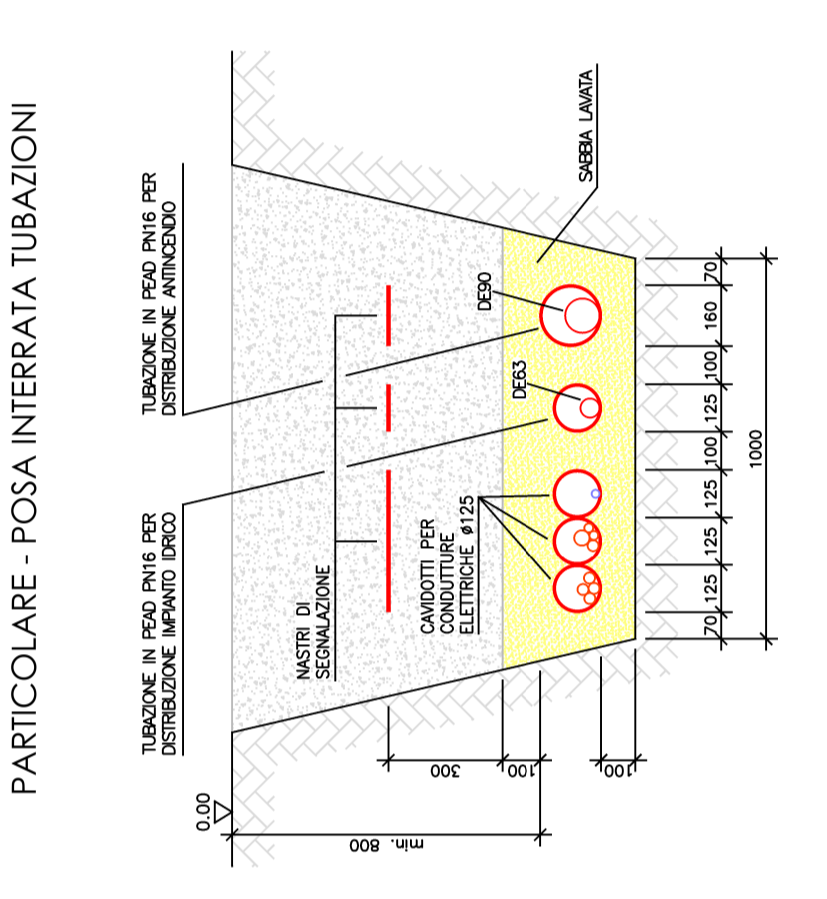 PARTICOLARE - POSA INTERRATA TUBAZIONI
TUBAZIONE IN PEAD PN16 PER
DISTRIBUZIONE IMPIANTO IDRICO
TUBAZIONE IN PEAD PN16 PER
DISTRIBUZIONE ANTINCENDIO
0.00
NASTRI DI
SEGNALAZIONE
CAVIDOTTI PER
CONDUTTURE
ELETTRICHE Ø125
DE63
DE90
SABBIA LAVATA
min. 800
300
100
100
70
125
125
125
100
125
100
160
70
1000